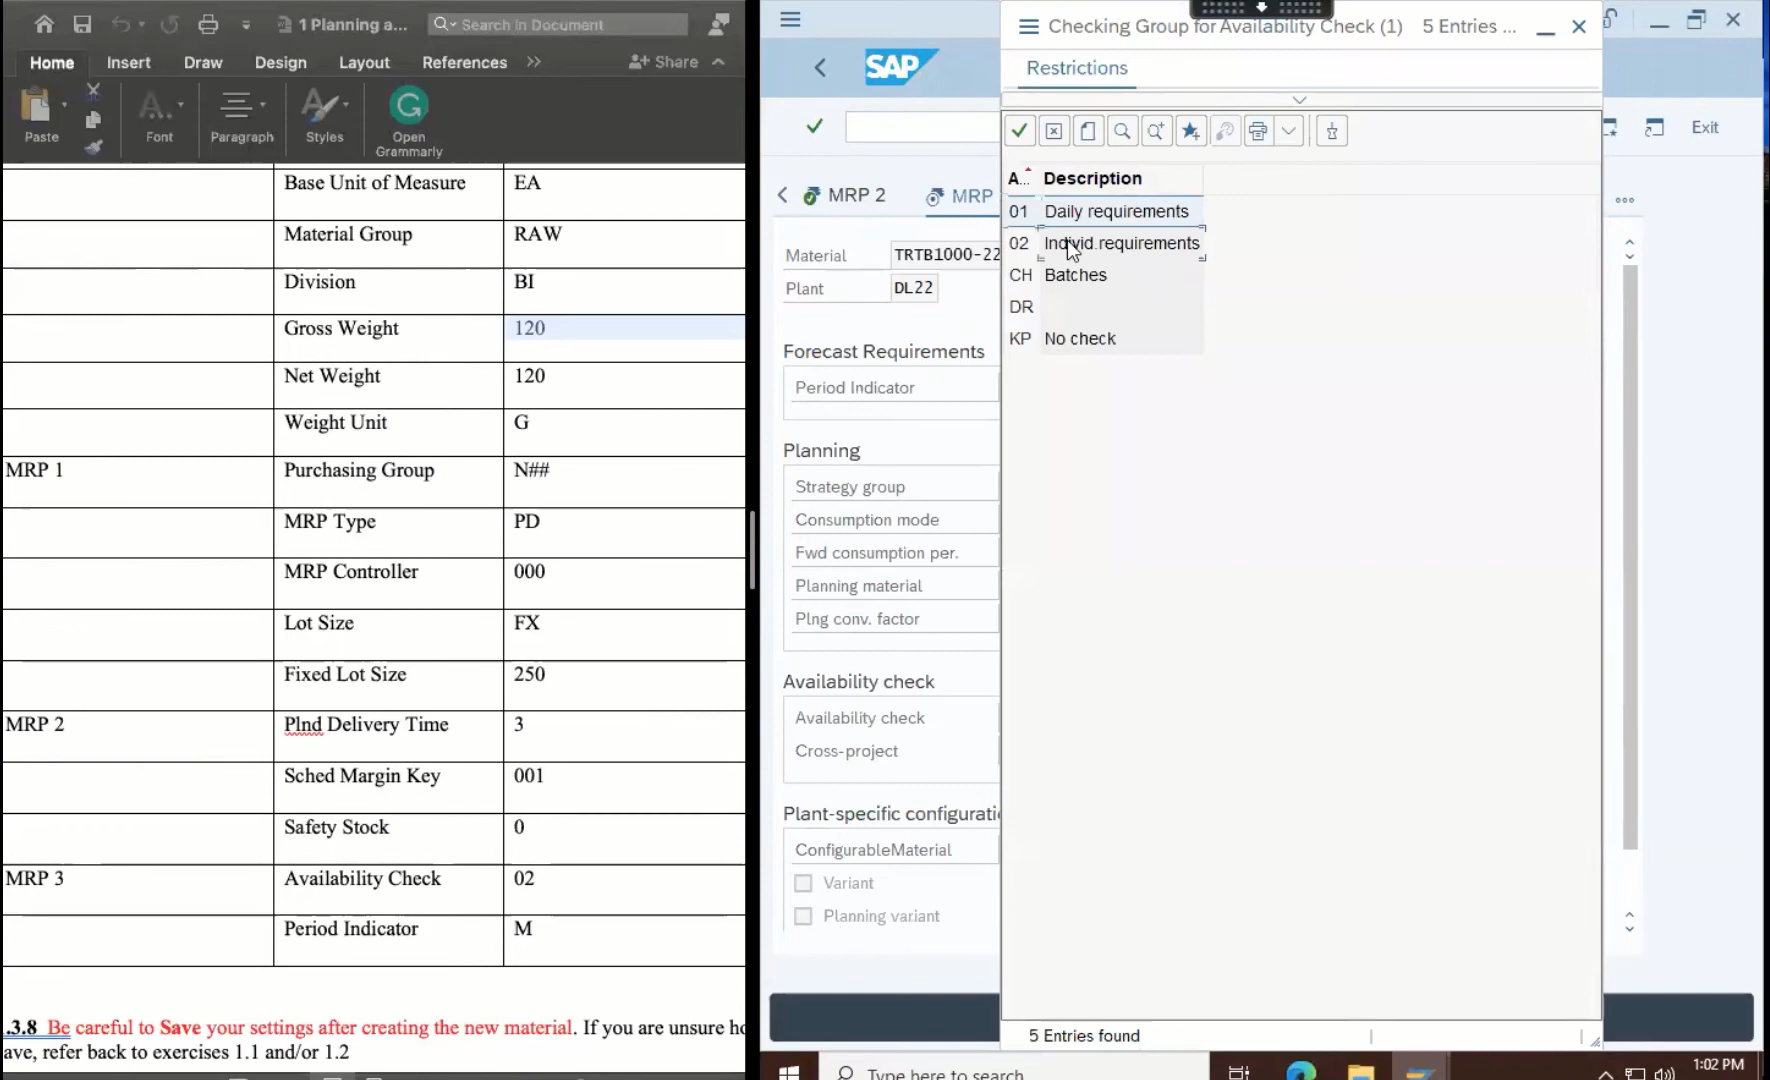 1 Planning a...
Search in Document
Home
Insert
Draw
Design
Layout
References
Share
Paste
Font
Paragraph
Styles
Open
Grammarly
Base Unit of Measure
EA
Material Group
RAW
Division
BI
Gross Weight
120
Net Weight
120
Weight Unit
G
MRP 1
Purchasing Group
N##
MRP Type
PD
MRP Controller
000
Lot Size
FX
Fixed Lot Size
250
MRP 2
Plnd Delivery Time
3
Sched Margin Key
001
Safety Stock
0
MRP 3
Availability Check
02
Period Indicator
M
.3.8 Be careful to Save your settings after creating the new material. If you are unsure
ave, refer back to exercises 1.1 and/or 1.2
SAP
Exit
MRP 2
MRP
Material
TRTB1000-22
Plant
DL22
Forecast Requirements
Period Indicator
Planning
Strategy group
Consumption mode
Fwd consumption per.
Planning material
Plng conv. factor
Availability check
Availability check
Cross-project
Plant-specific configurati
ConfigurableMaterial
Variant
Planning variant
Checking Group for Availability Check (1)
5 Entries ...
Restrictions
A..
Description
01
Daily requirements
02
Individ.requirements
CH
Batches
DR
KP
No check
5 Entries found
Type here to search
1:02 PM